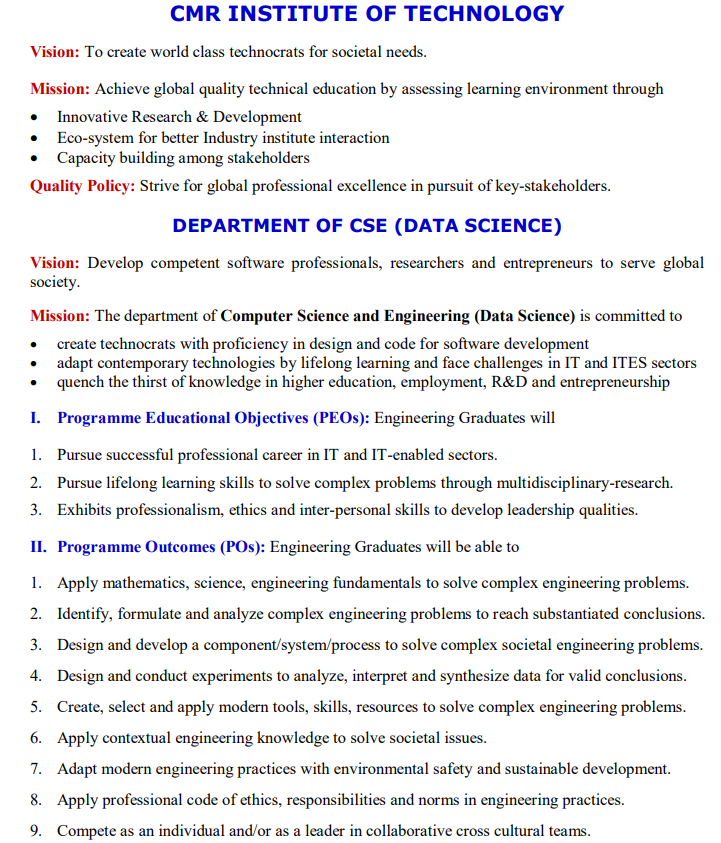 CMR INSTITUTE OF TECHNOLOGY
Vision: To create world class technocrats for societal needs.
Mission: Achieve global quality technical education by assessing learning environment through
• Innovative Research & Development
• Eco-system for better Industry institute interaction
• Capacity building among stakeholders
Quality Policy: Strive for global professional excellence in pursuit of key-stakeholders.
DEPARTMENT OF CSE (DATA SCIENCE)
Vision: Develop competent software professionals, researchers and entrepreneurs to serve global
society.
Mission: The department of Computer Science and Engineering (Data Science) is committed to
• create technocrats with proficiency in design and code for software development
• adapt contemporary technologies by lifelong learning and face challenges in IT and ITES sectors
• quench the thirst of knowledge in higher education, employment, R&D and entrepreneurship
I. Programme Educational Objectives (PEOs): Engineering Graduates will
1. Pursue successful professional career in IT and IT-enabled sectors.
2. Pursue lifelong learning skills to solve complex problems through multidisciplinary-research.
3. Exhibits professionalism, ethics and inter-personal skills to develop leadership qualities.
II. Programme Outcomes (POs): Engineering Graduates will be able to
1. Apply mathematics, science, engineering fundamentals to solve complex engineering problems.
2. Identify, formulate and analyze complex engineering problems to reach substantiated conclusions.
3. Design and develop a component/system/process to solve complex societal engineering problems.
4. Design and conduct experiments to analyze, interpret and synthesize data for valid conclusions.
5. Create, select and apply modern tools, skills, resources to solve complex engineering problems.
6. Apply contextual engineering knowledge to solve societal issues.
7. Adapt modern engineering practices with environmental safety and sustainable development.
8. Apply professional code of ethics, responsibilities and norms in engineering practices.
9. Compete as an individual and/or as a leader in collaborative cross cultural teams.